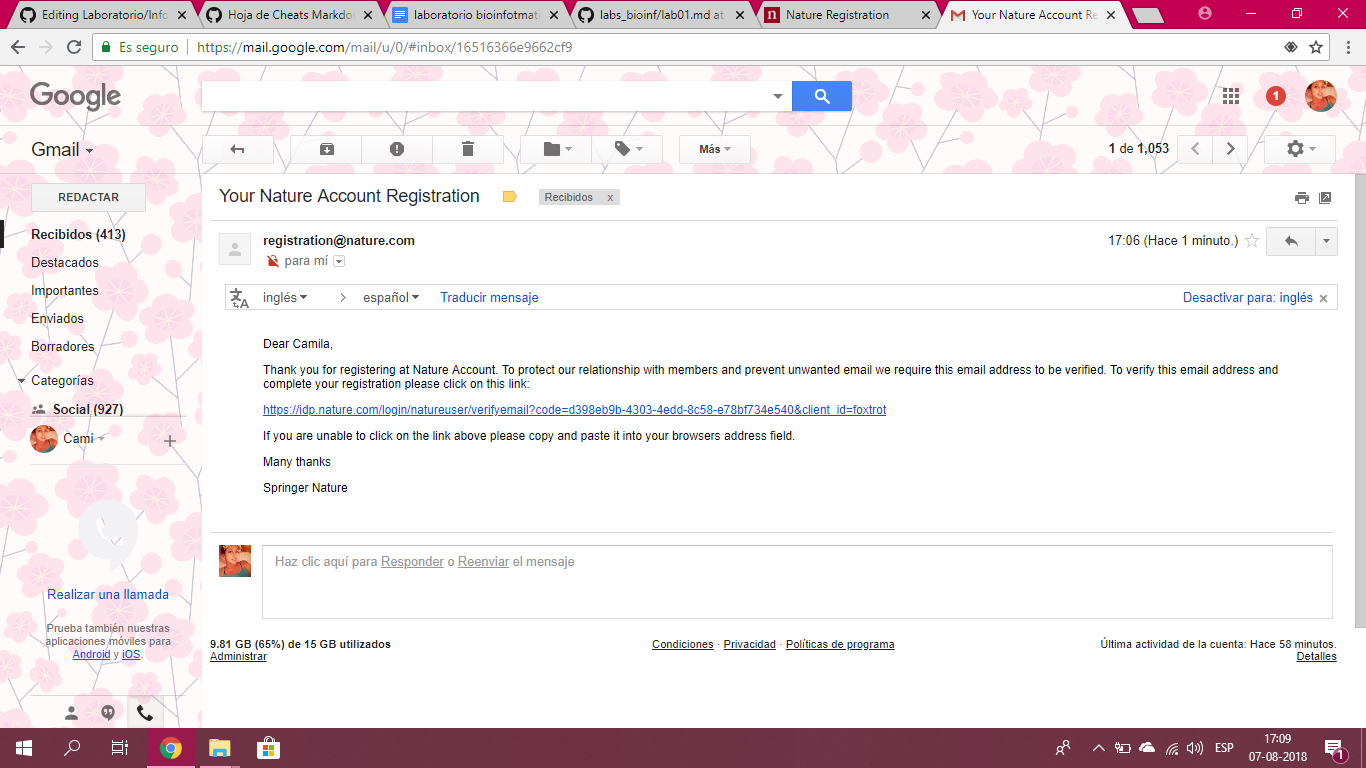 Editing Laboratorio/Info
Hoja de Cheats Markdo
laboratorio bioinfotmati
labs_bioinf/lab01.md at
Nature Registration
Your Nature Account Re
Es seguro
https://mail.google.com/mail/u/0/#inbox/16516366e9662cf9
Google
1
Gmail
Más
1 de 1,053
REDACTAR
Your Nature Account Registration
Recibidos x
Recibidos (413)
Destacados
Importantes
Enviados
Borradores
Categorías
Social (927)
Cami
registration@nature.com
17:06 (Hace 1 minuto.)
para mí
inglés
español
Traducir mensaje
Desactivar para: inglés
Dear Camila,
Thank you for registering at Nature Account. To protect our relationship with members and prevent unwanted email we require this email address to be verified. To verify this email address and
complete your registration please click on this link:
https://idp.nature.com/login/natureuser/verifyemail?code=d398eb9b-4303-4edd-8c58-e78bf734e540&client_id=foxtrot
If you are unable to click on the link above please copy and paste it into your browsers address field.
Many thanks
Springer Nature
Haz clic aquí para Responder o Reenviar el mensaje
Realizar una llamada
Prueba también nuestras
aplicaciones móviles para
Android y iOS.
9.81 GB (65%) de 15 GB utilizados
Administrar
Condiciones · Privacidad · Políticas de programa
Última actividad de la cuenta: Hace 58 minutos.
Detalles
ESP
17:09
07-08-2018
1